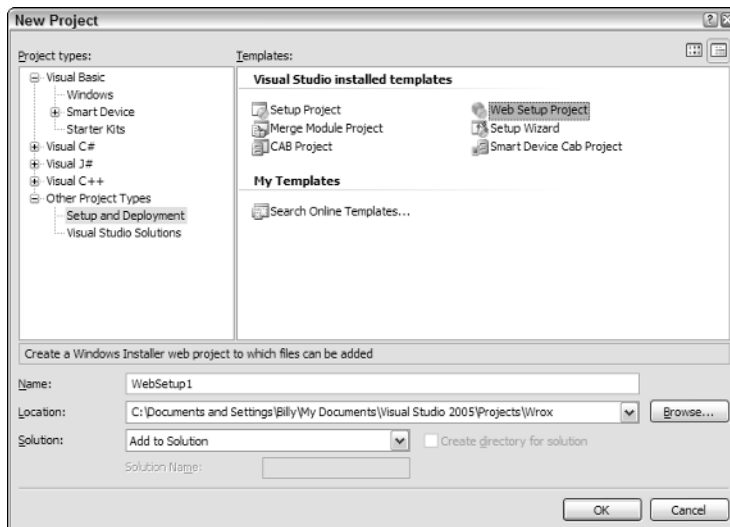 New Project
Project types:
Templates:
Visual Basic
Windows
Smart Device
Starter Kits
Visual C#
Visual J#
Visual C++
Other Project Types
Setup and Deployment
Visual Studio Solutions
Visual Studio installed templates
Setup Project
Web Setup Project
Merge Module Project
Setup Wizard
CAB Project
Smart Device Cab Project
My Templates
Search Online Templates...
Create a Windows Installer web project to which files can be added
Name: WebSetup1
Location: C:\Documents and Settings\Billy\My Documents\Visual Studio 2005\Projects\Wrox Browse...
Solution: Add to Solution Create directory for solution
Solution Name:
OK Cancel